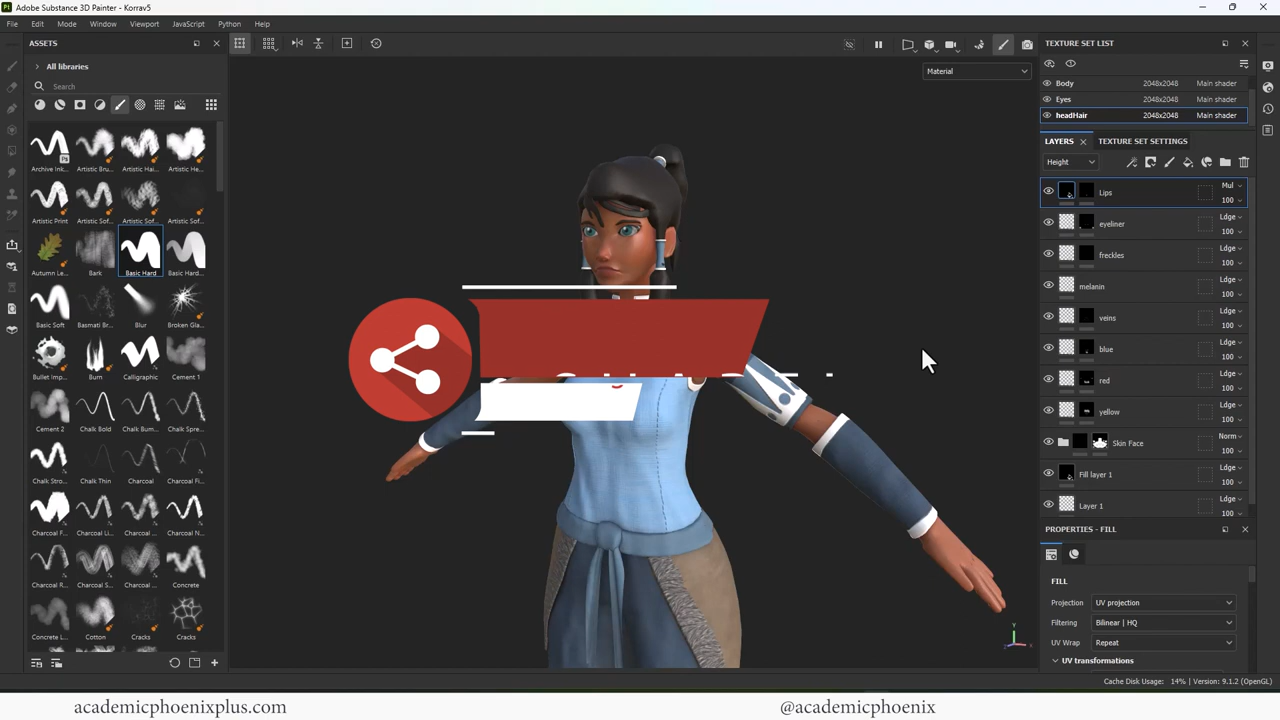 Adobe Substance 3D Painter - Korrav5
File Edit Mode Window Viewport JavaScript Python Help
ASSETS
All libraries
Search
Archive Ink...
Artistic Bru...
Artistic Hai...
Artistic He...
Artistic Print
Artistic Sof...
Artistic Sof...
Artistic Sof...
Autumn Le...
Bark
Basic Hard
Basic Hard...
Basic Soft
Basmati Br...
Blur
Broken Gla...
Bullet Imp...
Burn
Calligraphic
Cement 1
Cement 2
Chalk Bold
Chalk Bum...
Chalk Spre...
Chalk Stro...
Chalk Thin
Charcoal
Charcoal Fi...
Charcoal F...
Charcoal Li...
Charcoal M...
Charcoal N...
Charcoal R...
Charcoal S...
Charcoal ...
Concrete
Concrete L...
Cotton
Cracks
Cracks
Material
TEXTURE SET LIST
Body 2048x2048 Main shader
Eyes 2048x2048 Main shader
headHair 2048x2048 Main shader
LAYERS TEXTURE SET SETTINGS
Height
Lips Mul 100
eyeliner Ldge 100
freckles Ldge 100
melanin Ldge 100
veins Ldge 100
blue Ldge 100
red Ldge 100
yellow Ldge 100
Skin Face Norm 100
Fill layer 1 Ldge 100
Layer 1 Ldge 100
PROPERTIES - FILL
FILL
Projection UV projection
Filtering Bilinear | HQ
UV Wrap Repeat
UV transformations
Cache Disk Usage: 14% | Version: 9.1.2 (OpenGL)
academicphoenixplus.com
@academicphoenix